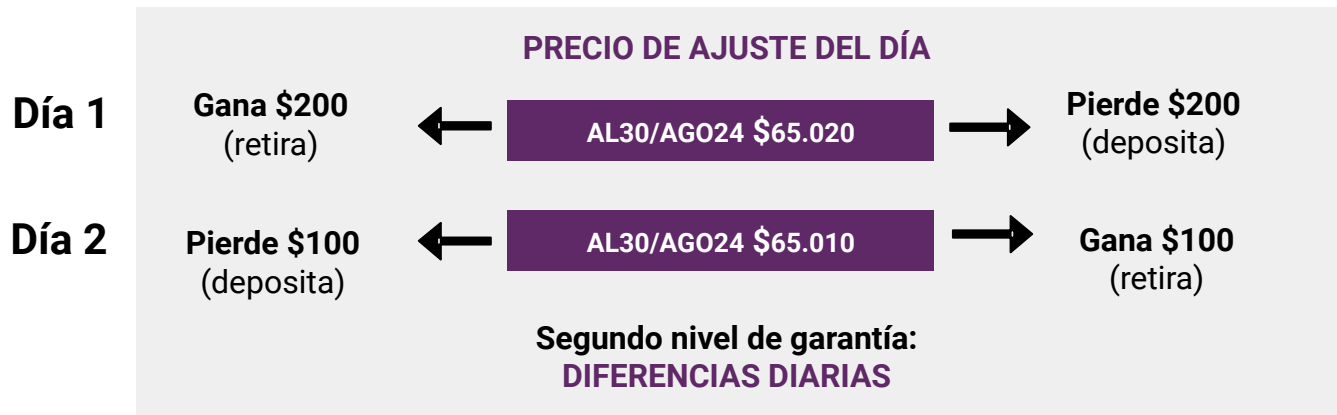 PRECIO DE AJUSTE DEL DÍA
Día 1
Gana $200
(retira)
AL30/AGO24 $65.020
Pierde $200
(deposita)
Día 2
Pierde $100
(deposita)
AL30/AGO24 $65.010
Gana $100
(retira)
Segundo nivel de garantía:
DIFERENCIAS DIARIAS